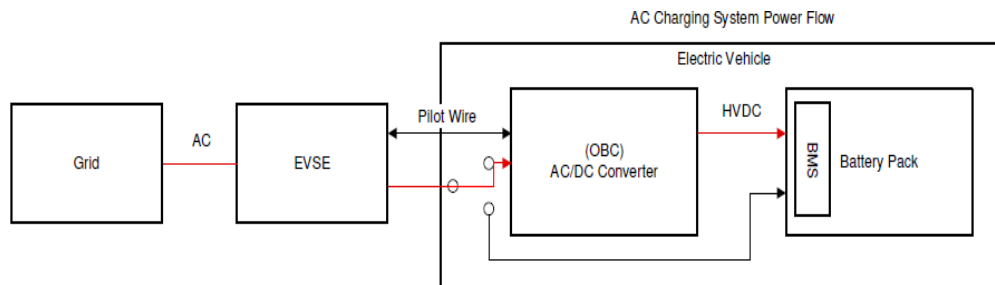 AC Charging System Power Flow
Electric Vehicle
Grid
AC
EVSE
Pilot Wire
(OBC)
AC/DC Converter
HVDC
BMS
Battery Pack